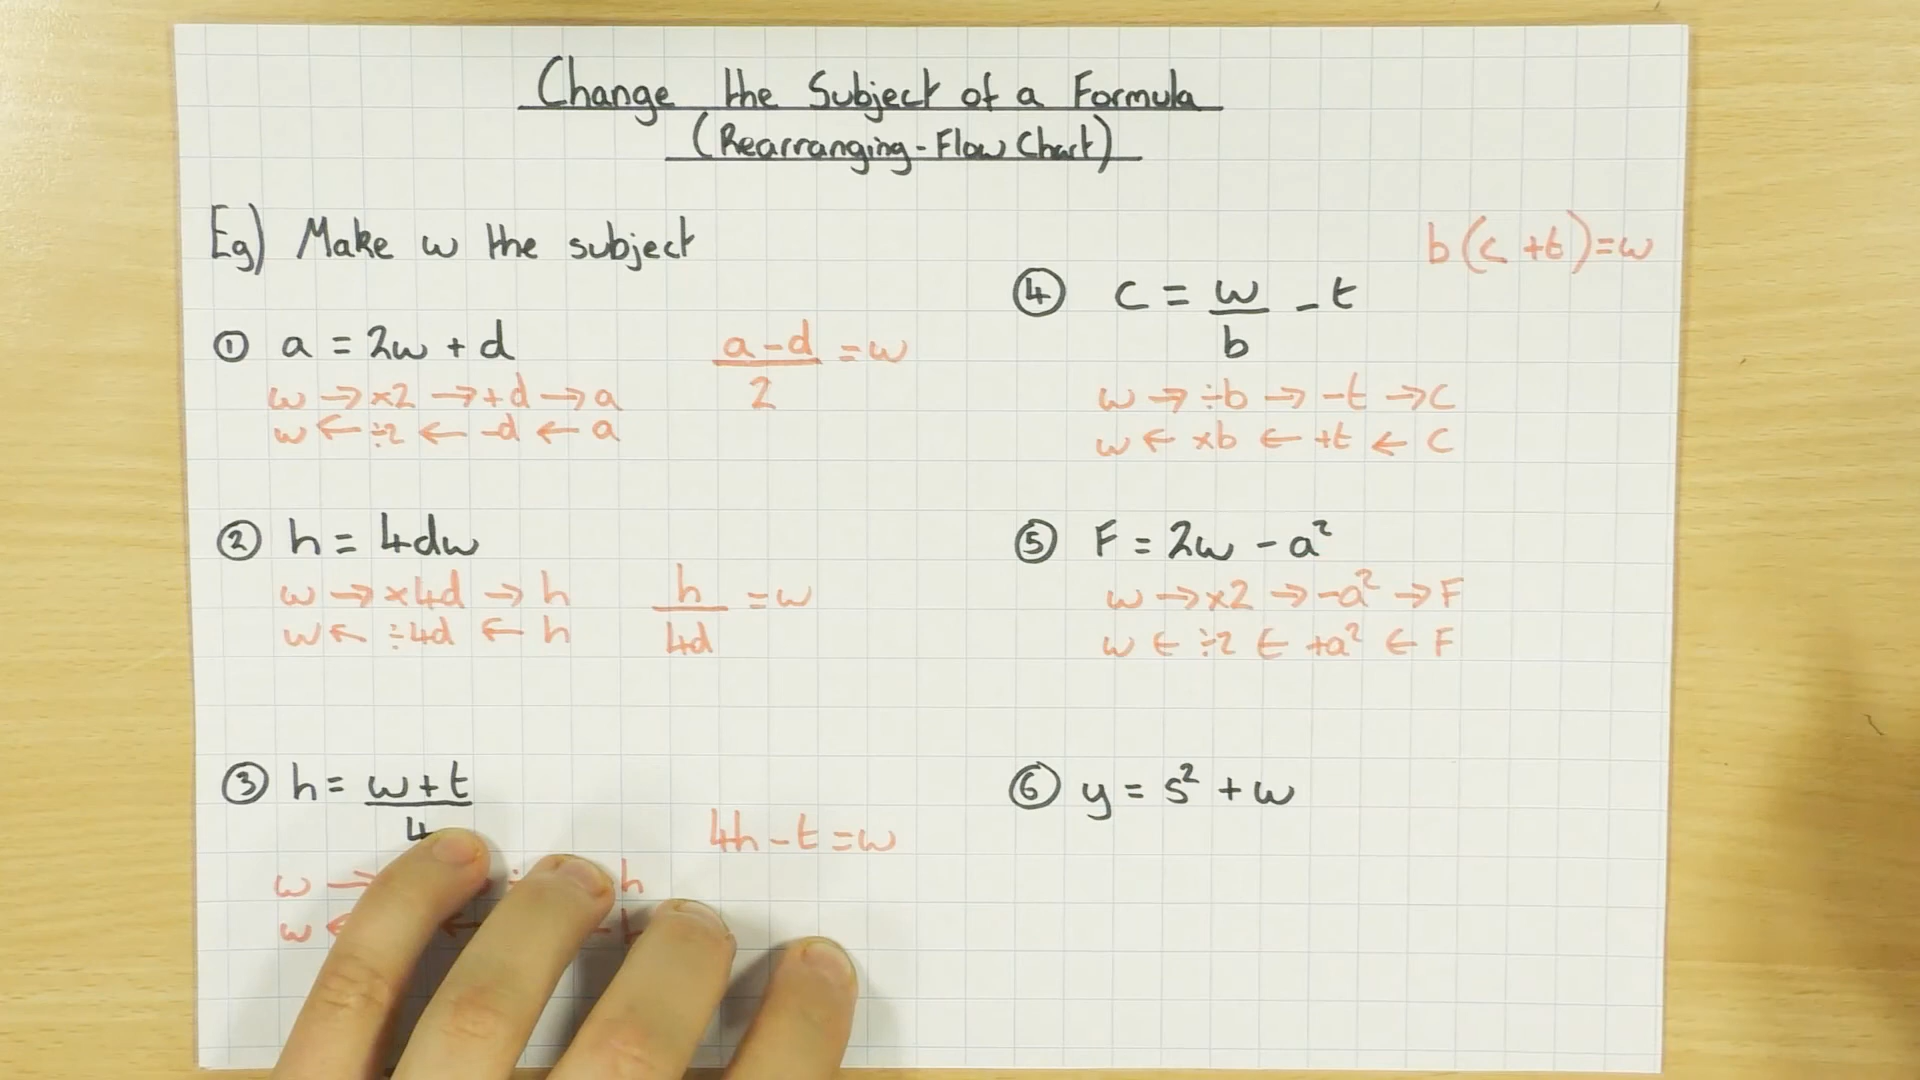 Change the Subject of a Formula
(Rearranging - Flow Chart)
Eg) Make w the subject
① a = 2w + d
w → ×2 → +d → a
w ← ÷2 ← -d ← a
a - d = w
2
② h = 4dw
w → ×4d → h
w ← ÷4d ← h
h = w
4d
③ h = w + t
4
w → h
w ←
4h - t = w
④ c = w - t
b
b(c + t) = w
w → ÷b → -t → c
w ← ×b ← +t ← c
⑤ F = 2w - a²
w → ×2 → -a² → F
w ← ÷2 ← +a² ← F
⑥ y = s² + w